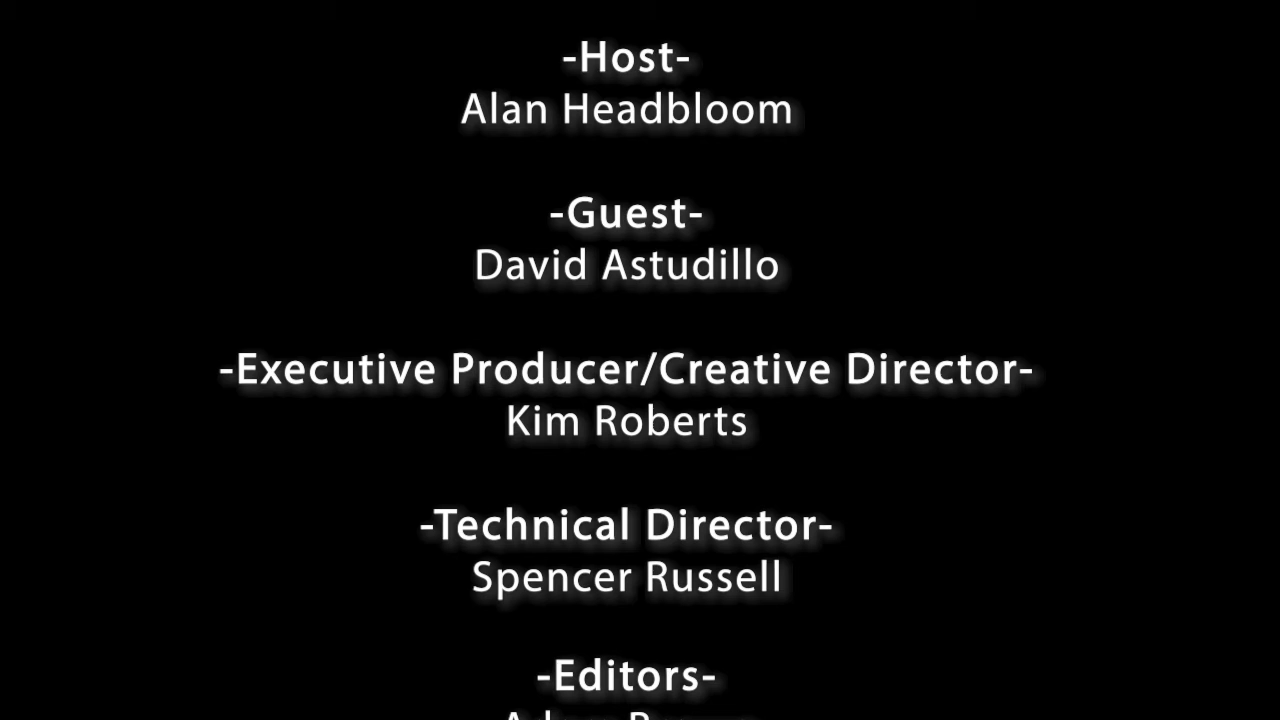 -Host-
Alan Headbloom
-Guest-
David Astudillo
-Executive Producer/Creative Director-
Kim Roberts
-Technical Director-
Spencer Russell
-Editors-